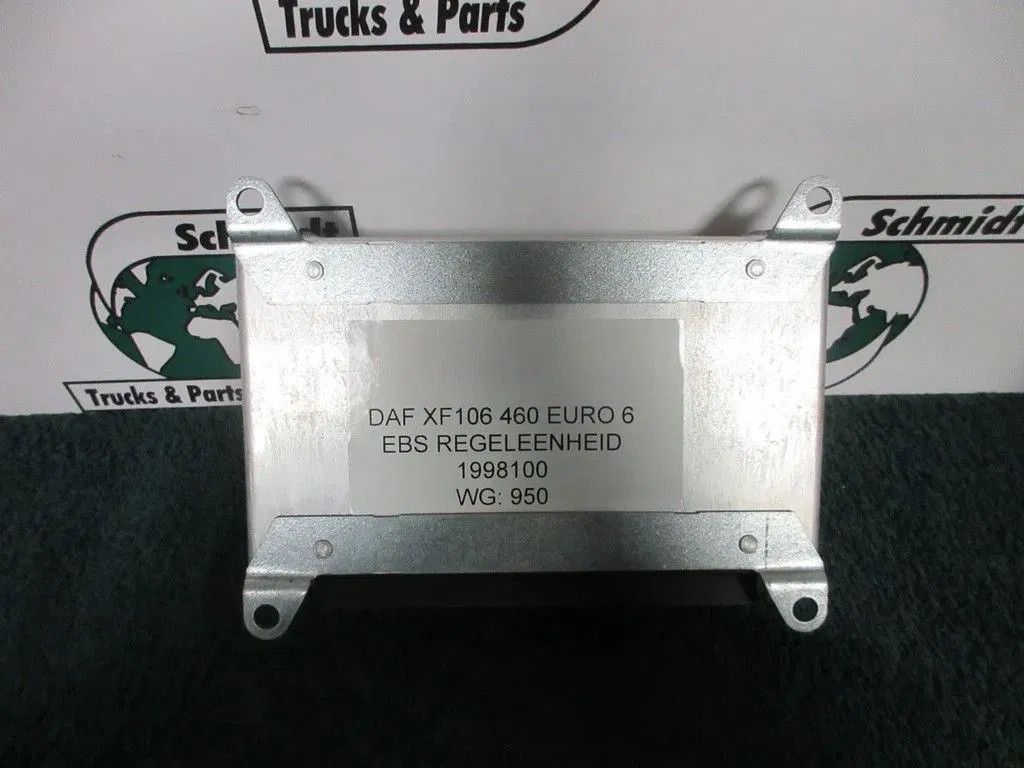 Trucks & Parts
Schmidt
Schmidt
Trucks & Parts
DAF XF106 460 EURO 6
EBS REGELEENHEID
1998100
WG: 950